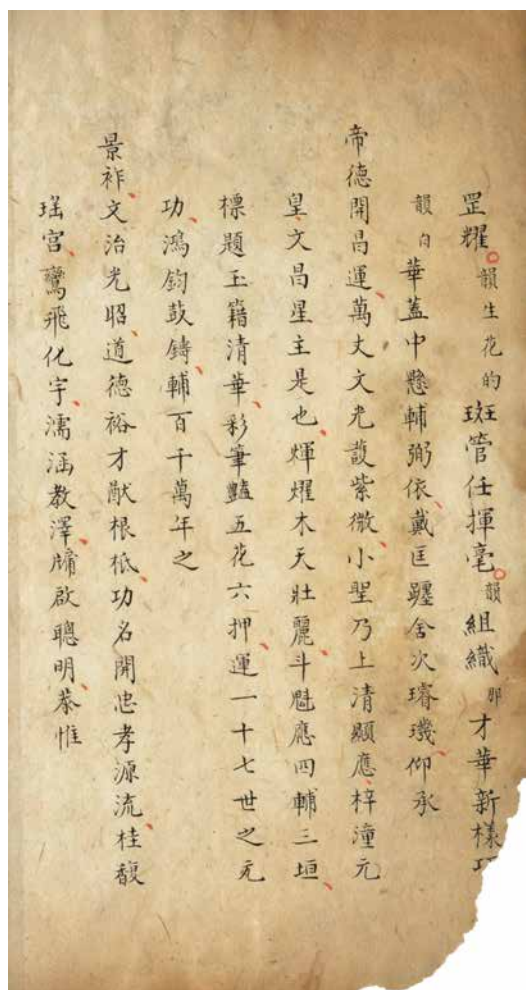 罡耀韻生花的斑管任揮毫韻組織那才華新樣
韻白華蓋中懸輔弼依戴匡躔舍次璿璣仰承
帝德開昌運萬丈文光護紫微小聖乃上清顯應梓潼元
皇文昌星主是也輝燿木天壯麗斗魁應四輔三垣
標題玉籍清華彩筆豔五花六押運一十七世之元
功鴻鈞鼓鑄輔百千萬年之
景祚文治光昭道德裕才猷根柢功名開忠孝源流桂馥
瑤宮鸞飛化宇濡涵教澤牖啟聰明恭惟